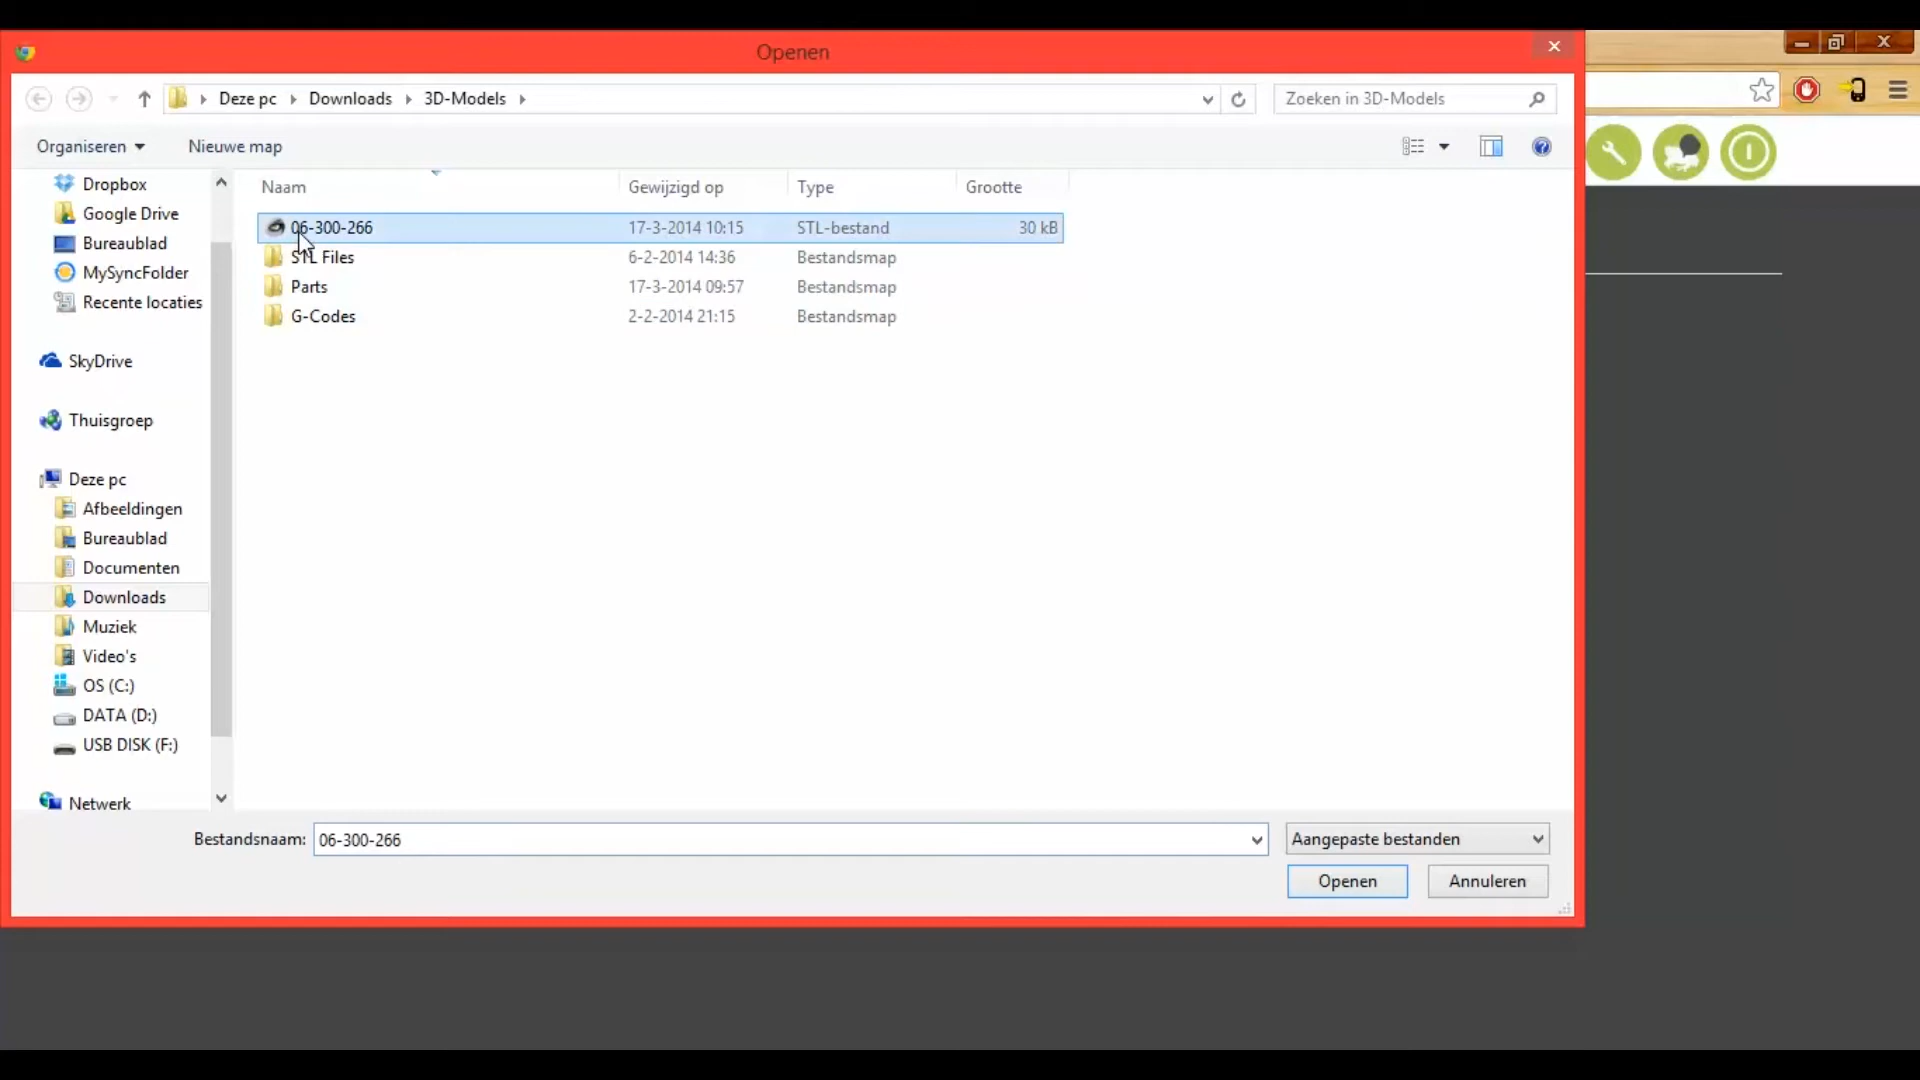 Openen
Deze pc Downloads 3D-Models
Zoeken in 3D-Models
Organiseren
Nieuwe map
Naam Gewijzigd op Type Grootte
06-300-266 17-3-2014 10:15 STL-bestand 30 kB
STL Files 6-2-2014 14:36 Bestandsmap
Parts 17-3-2014 09:57 Bestandsmap
G-Codes 2-2-2014 21:15 Bestandsmap
Dropbox
Google Drive
Bureaublad
MySyncFolder
Recente locaties
SkyDrive
Thuisgroep
Deze pc
Afbeeldingen
Bureaublad
Documenten
Downloads
Muziek
Video's
OS (C:)
DATA (D:)
USB DISK (F:)
Netwerk
Bestandsnaam: 06-300-266
Aangepaste bestanden
Openen
Annuleren